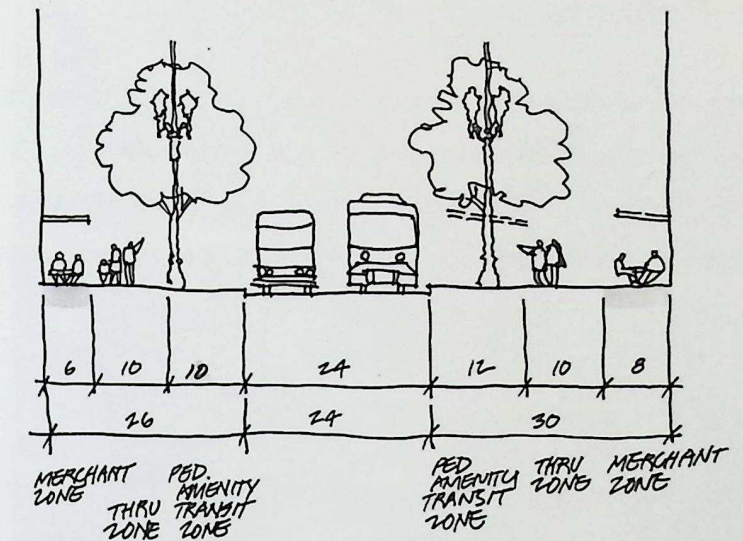 6 10 10 24 12 10 8
26 24 30
MERCHANT
ZONE
THRU
ZONE
PED.
AMENITY
TRANSIT
ZONE
PED
AMENITY
TRANSIT
ZONE
THRU
ZONE
MERCHANT
ZONE